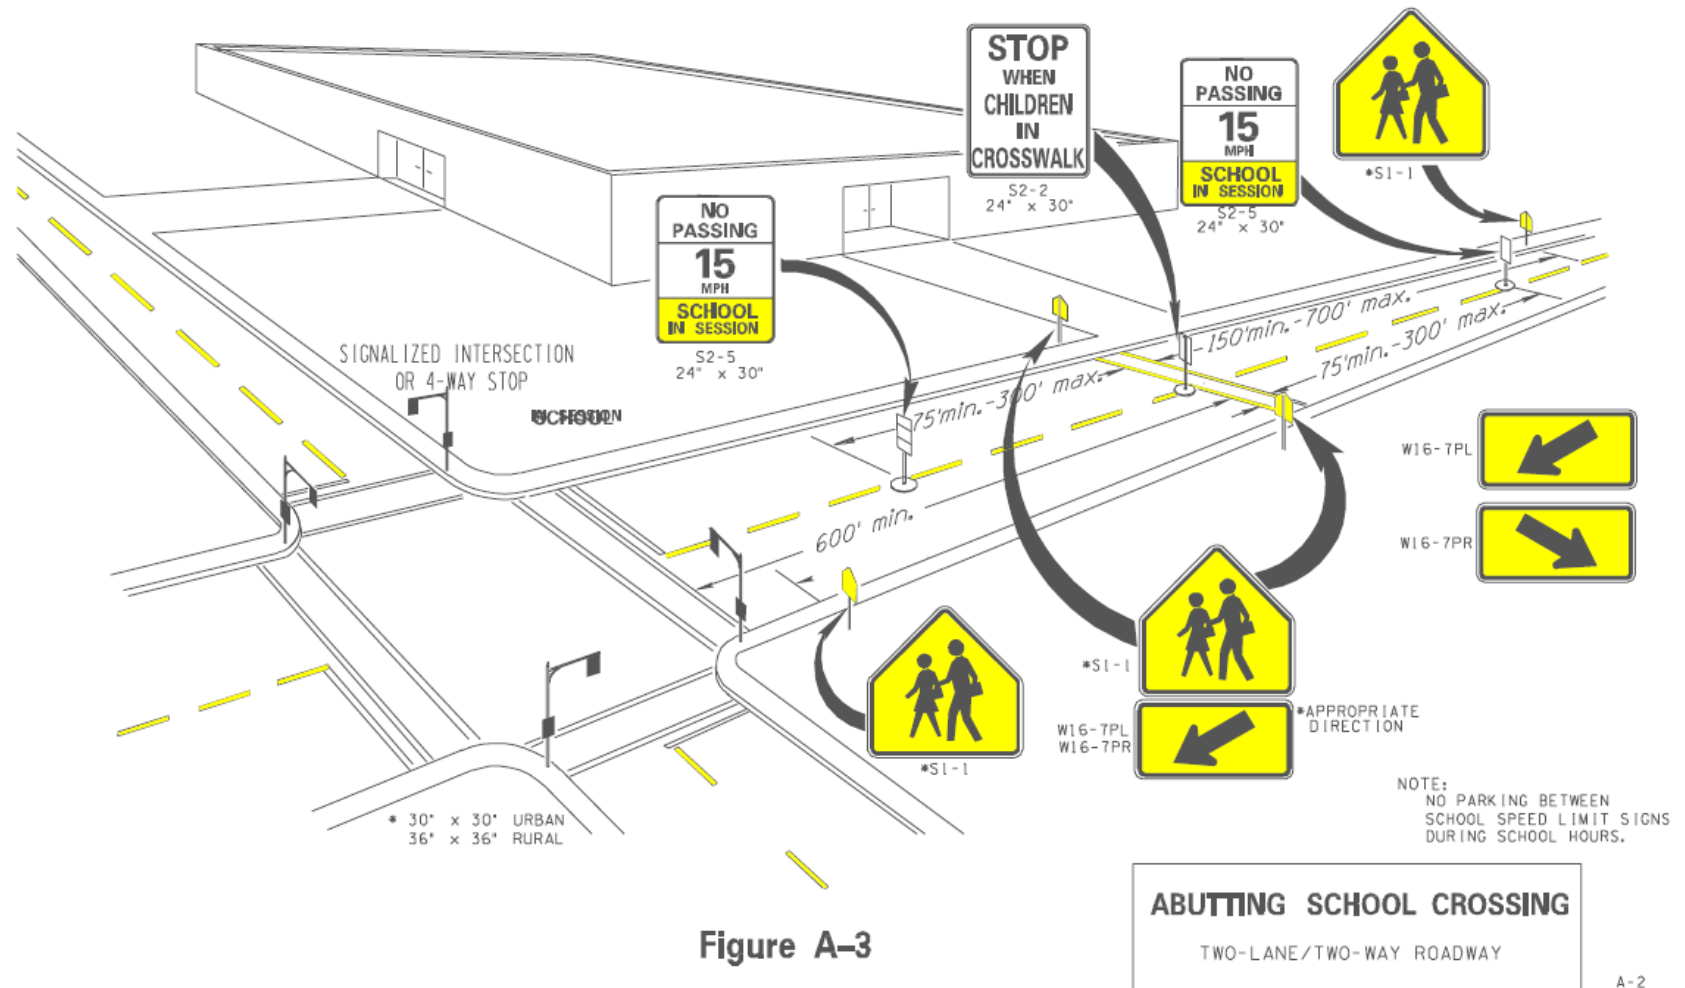 STOP
WHEN
CHILDREN
IN
CROSSWALK
S2-2
24" x 30"
NO
PASSING
15
MPH
SCHOOL
IN SESSION
S2-5
24" x 30"
*S1-1
NO
PASSING
15
MPH
SCHOOL
IN SESSION
S2-5
24" x 30"
SIGNALIZED INTERSECTION
OR 4-WAY STOP
150'min.-700' max.
75'min.-300' max.
75'min.-300' max.
600' min.
W16-7PL
W16-7PR
*S1-1
W16-7PL
W16-7PR
*APPROPRIATE
DIRECTION
*S1-1
* 30" x 30" URBAN
36" x 36" RURAL
NOTE:
NO PARKING BETWEEN
SCHOOL SPEED LIMIT SIGNS
DURING SCHOOL HOURS.
ABUTTING SCHOOL CROSSING
TWO-LANE/TWO-WAY ROADWAY
Figure A-3
A-2